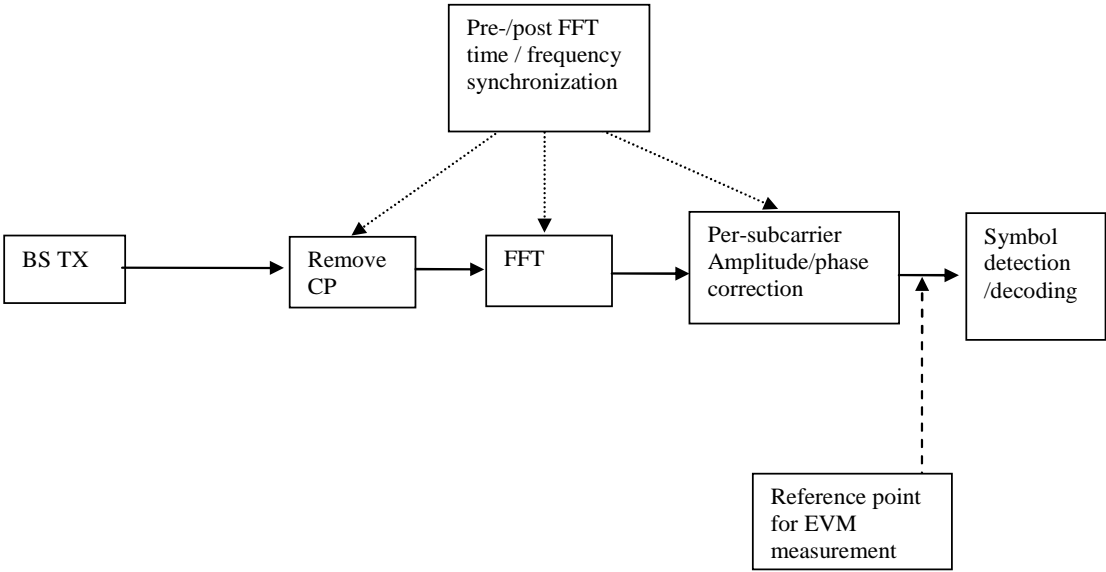 Pre-/post FFT
time / frequency
synchronization
BS TX
Remove
CP
FFT
Per-subcarrier
Amplitude/phase
correction
Symbol
detection
/decoding
Reference point
for EVM
measurement